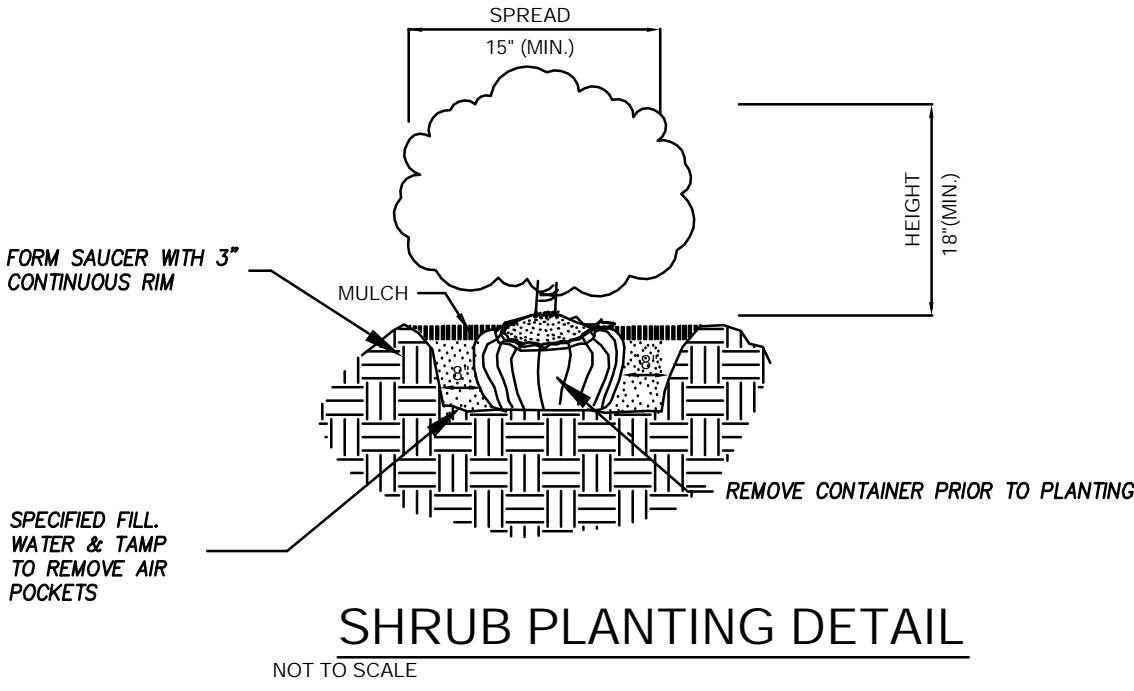 SPREAD
15" (MIN.)
HEIGHT
18"(MIN.)
FORM SAUCER WITH 3"
CONTINUOUS RIM
MULCH
8"
8"
REMOVE CONTAINER PRIOR TO PLANTING
SPECIFIED FILL.
WATER & TAMP
TO REMOVE AIR
POCKETS
SHRUB PLANTING DETAIL
NOT TO SCALE